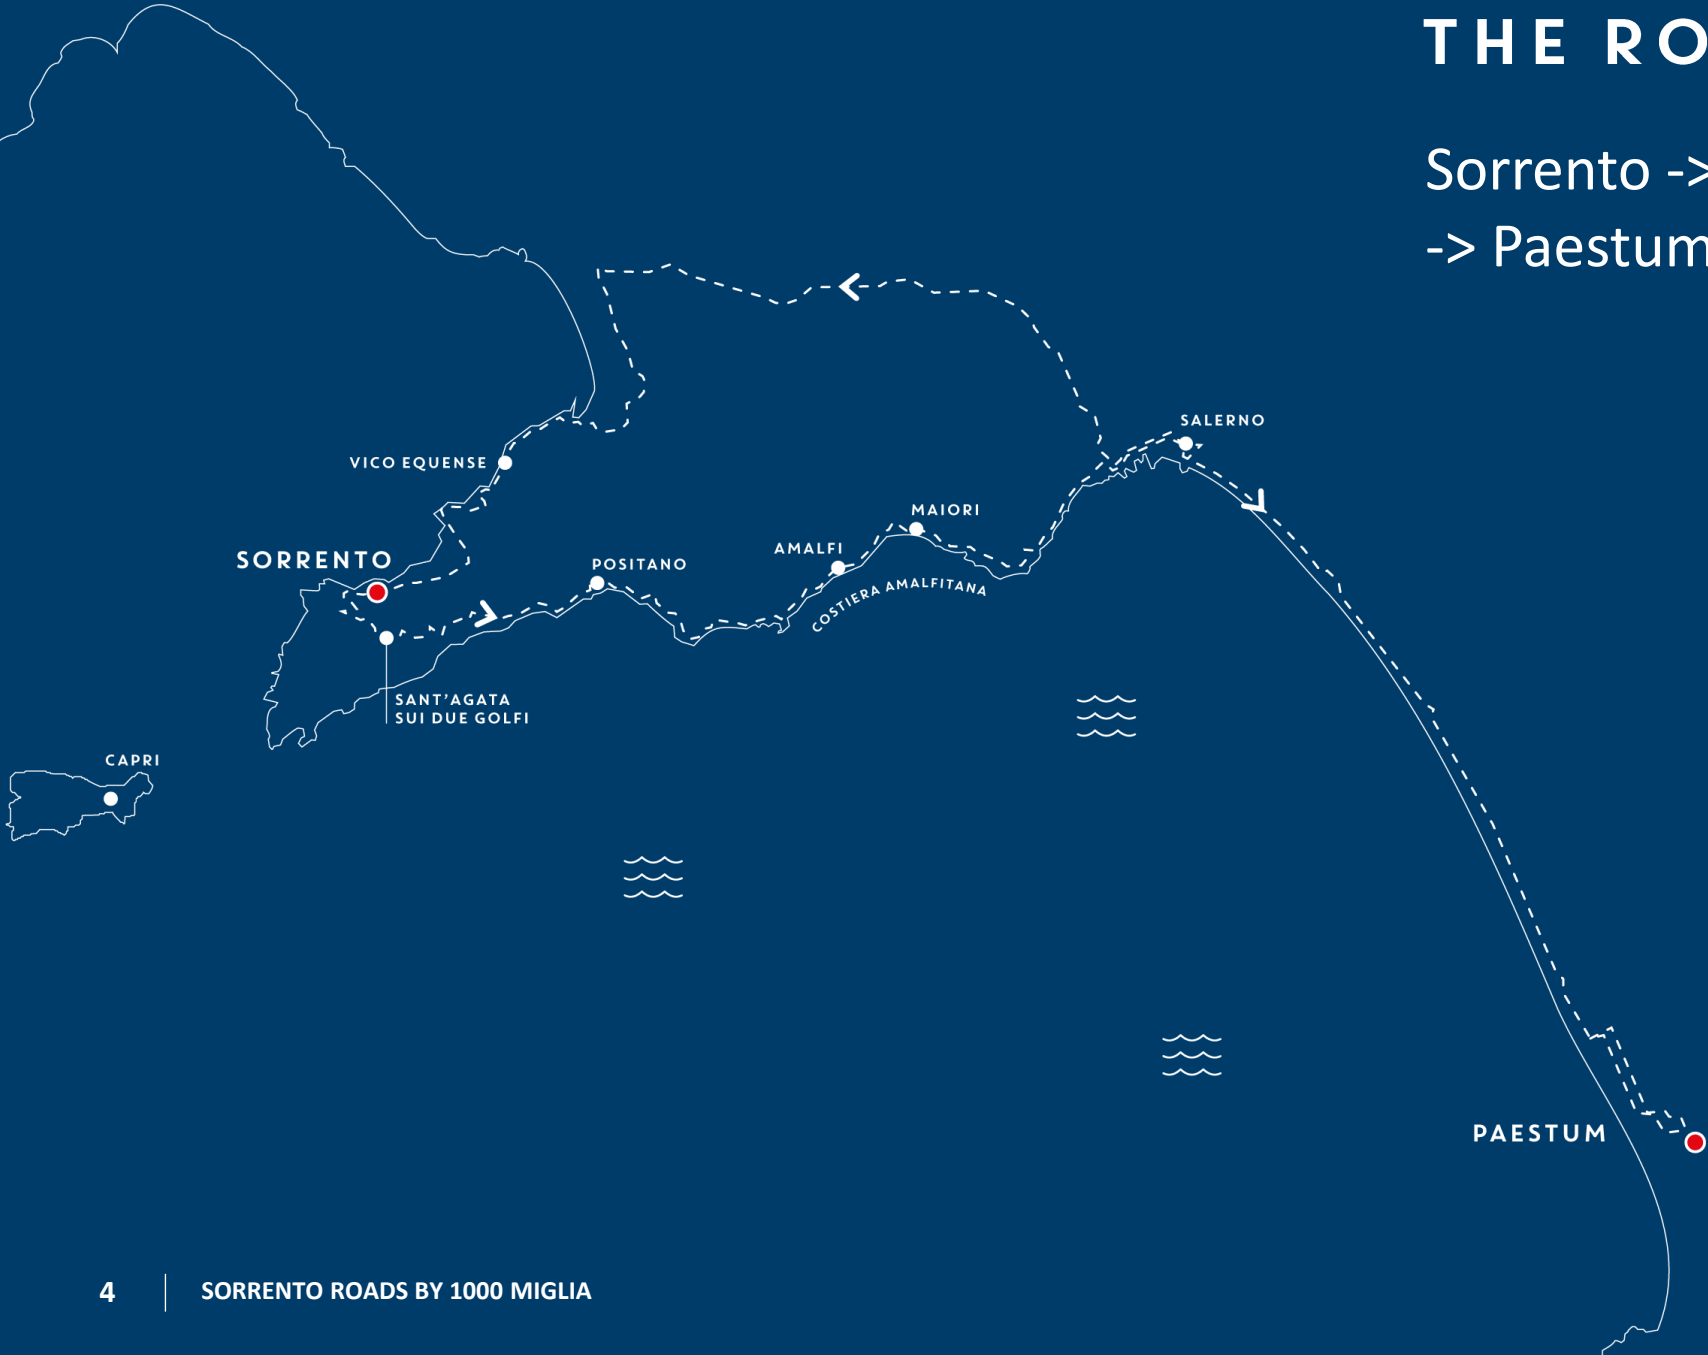 THE RO
Sorrento ->
-> Paestum
SALERNO
VICO EQUENSE
MAIORI
AMALFI
SORRENTO
POSITANO
COSTIERA AMALFITANA
SANT'AGATA
SUI DUE GOLFI
CAPRI
PAESTUM
4
SORRENTO ROADS BY 1000 MIGLIA